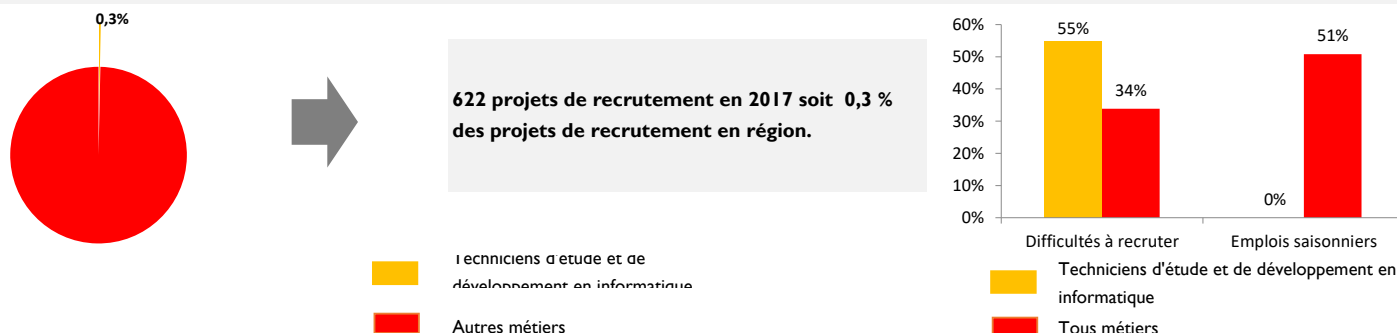 0,3%
622 projets de recrutement en 2017 soit 0,3 %
des projets de recrutement en région.
Techniciens d'étude et de
développement en informatique
Autres métiers
60%
50%
40%
30%
20%
10%
0%
55%
34%
0%
51%
Difficultés à recruter
Emplois saisonniers
Techniciens d'étude et de développement en
informatique
Tous métiers